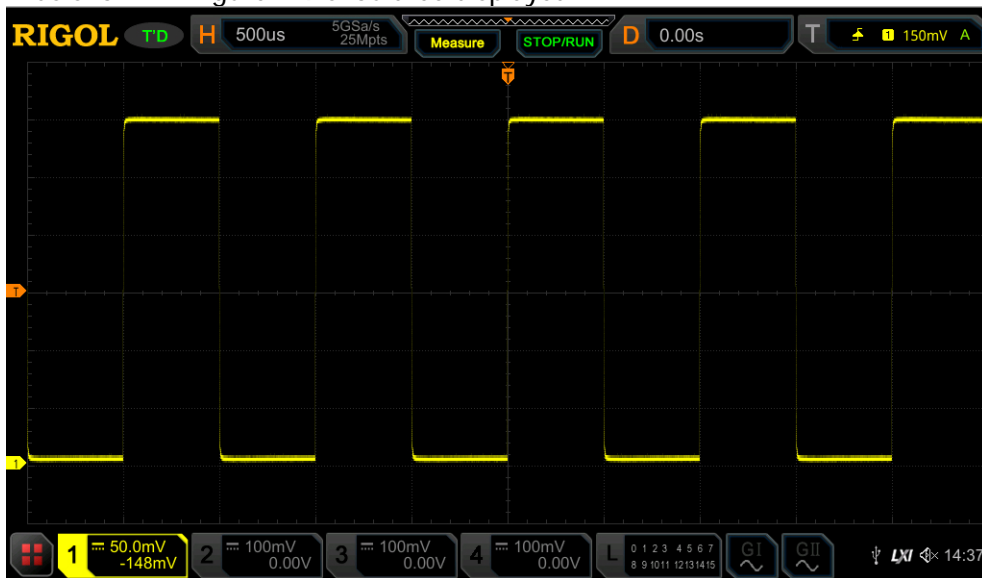 RIGOL T'D H 500us 5GSa/s 25Mpts Measure STOP/RUN D 0.00s T 1 150mV A
T
T
1
1 50.0mV -148mV 2 100mV 0.00V 3 100mV 0.00V 4 100mV 0.00V L 0 1 2 3 4 5 6 7 8 9 10 11 12 13 14 15 GI GII LXI 14:37